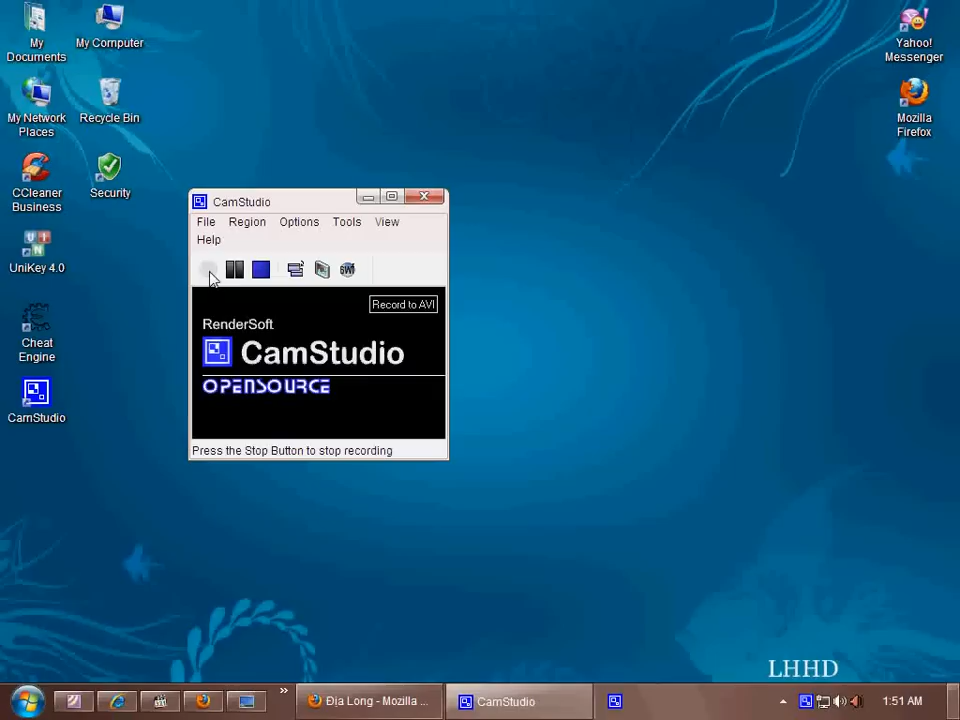 My
Documents
My Computer
Yahoo!
Messenger
My Network
Places
Recycle Bin
Mozilla
Firefox
CCleaner
Business
Security
UniKey 4.0
Cheat
Engine
CamStudio
CamStudio
File Region Options Tools View
Help
SWF
Record to AVI
RenderSoft
CamStudio
OPENSOURCE
Press the Stop Button to stop recording
LHHD
Địa Long - Mozilla ...
CamStudio
1:51 AM